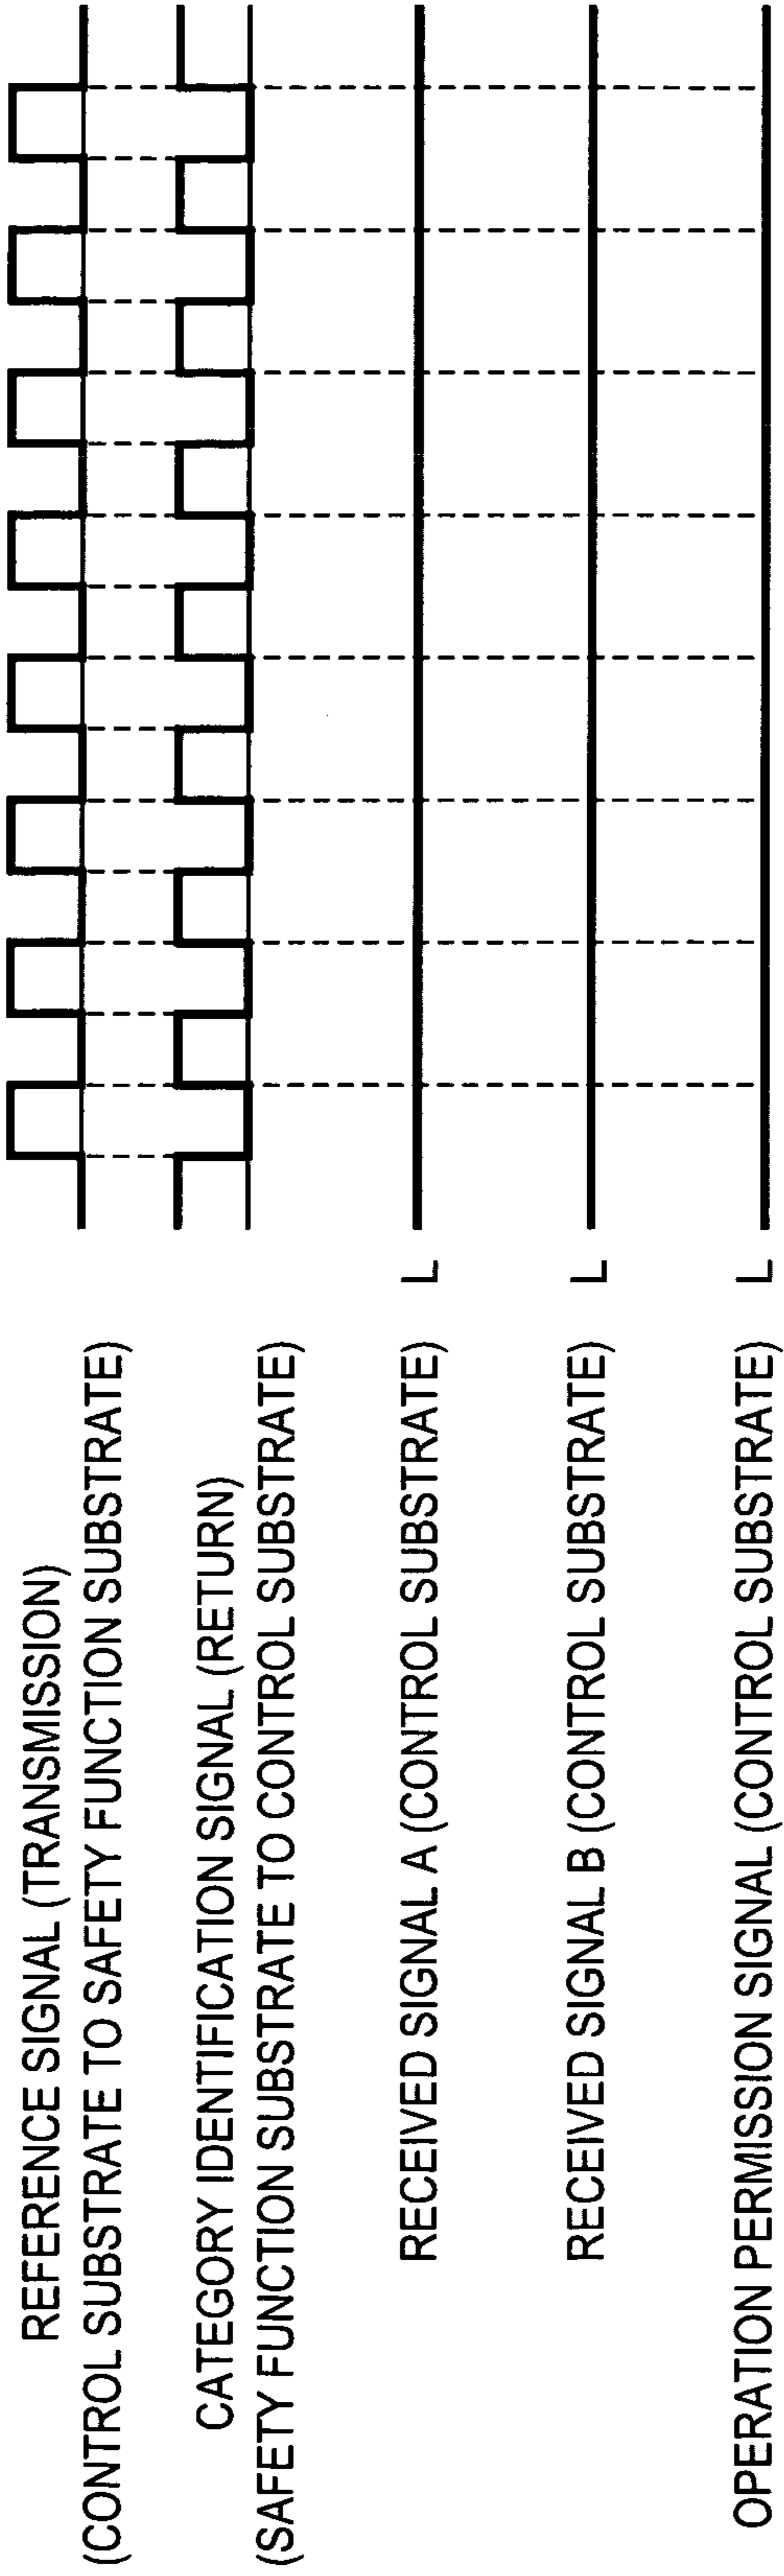 REFERENCE SIGNAL (TRANSMISSION)
(CONTROL SUBSTRATE TO SAFETY FUNCTION SUBSTRATE)
CATEGORY IDENTIFICATION SIGNAL (RETURN)
(SAFETY FUNCTION SUBSTRATE TO CONTROL SUBSTRATE)
RECEIVED SIGNAL A (CONTROL SUBSTRATE) L
RECEIVED SIGNAL B (CONTROL SUBSTRATE) L
OPERATION PERMISSION SIGNAL (CONTROL SUBSTRATE) L